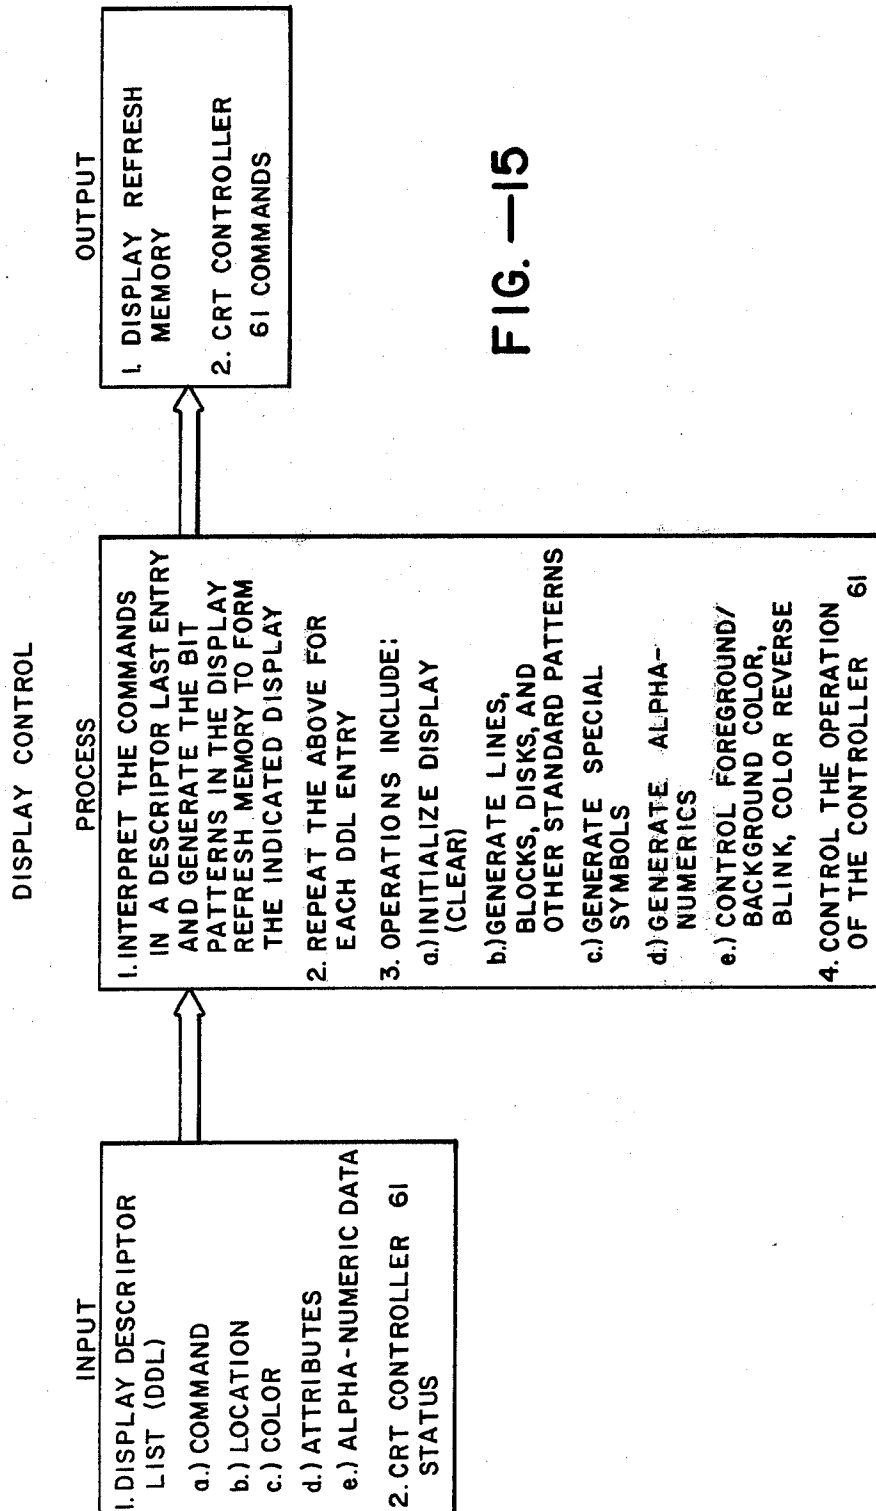 DISPLAY CONTROL
INPUT
1. DISPLAY DESCRIPTOR
LIST (DDL)
a.) COMMAND
b.) LOCATION
c.) COLOR
d.) ATTRIBUTES
e.) ALPHA-NUMERIC DATA
2. CRT CONTROLLER 61
STATUS
PROCESS
1. INTERPRET THE COMMANDS
IN A DESCRIPTOR LAST ENTRY
AND GENERATE THE BIT
PATTERNS IN THE DISPLAY
REFRESH MEMORY TO FORM
THE INDICATED DISPLAY
2. REPEAT THE ABOVE FOR
EACH DDL ENTRY
3. OPERATIONS INCLUDE:
a.) INITIALIZE DISPLAY
(CLEAR)
b.) GENERATE LINES,
BLOCKS, DISKS, AND
OTHER STANDARD PATTERNS
c.) GENERATE SPECIAL
SYMBOLS
d.) GENERATE ALPHA-
NUMERICS
e.) CONTROL FOREGROUND/
BACKGROUND COLOR,
BLINK, COLOR REVERSE
4. CONTROL THE OPERATION
OF THE CONTROLLER 61
OUTPUT
1. DISPLAY REFRESH
MEMORY
2. CRT CONTROLLER
61 COMMANDS
FIG. —15